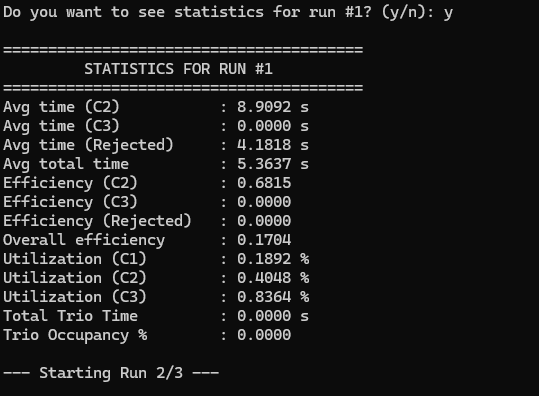 Do you want to see statistics for run #1? (y/n): y
========================================
STATISTICS FOR RUN #1
========================================
Avg time (C2) : 8.9092 s
Avg time (C3) : 0.0000 s
Avg time (Rejected) : 4.1818 s
Avg total time : 5.3637 s
Efficiency (C2) : 0.6815
Efficiency (C3) : 0.0000
Efficiency (Rejected) : 0.0000
Overall efficiency : 0.1704
Utilization (C1) : 0.1892 %
Utilization (C2) : 0.4048 %
Utilization (C3) : 0.8364 %
Total Trio Time : 0.0000 s
Trio Occupancy % : 0.0000
--- Starting Run 2/3 ---